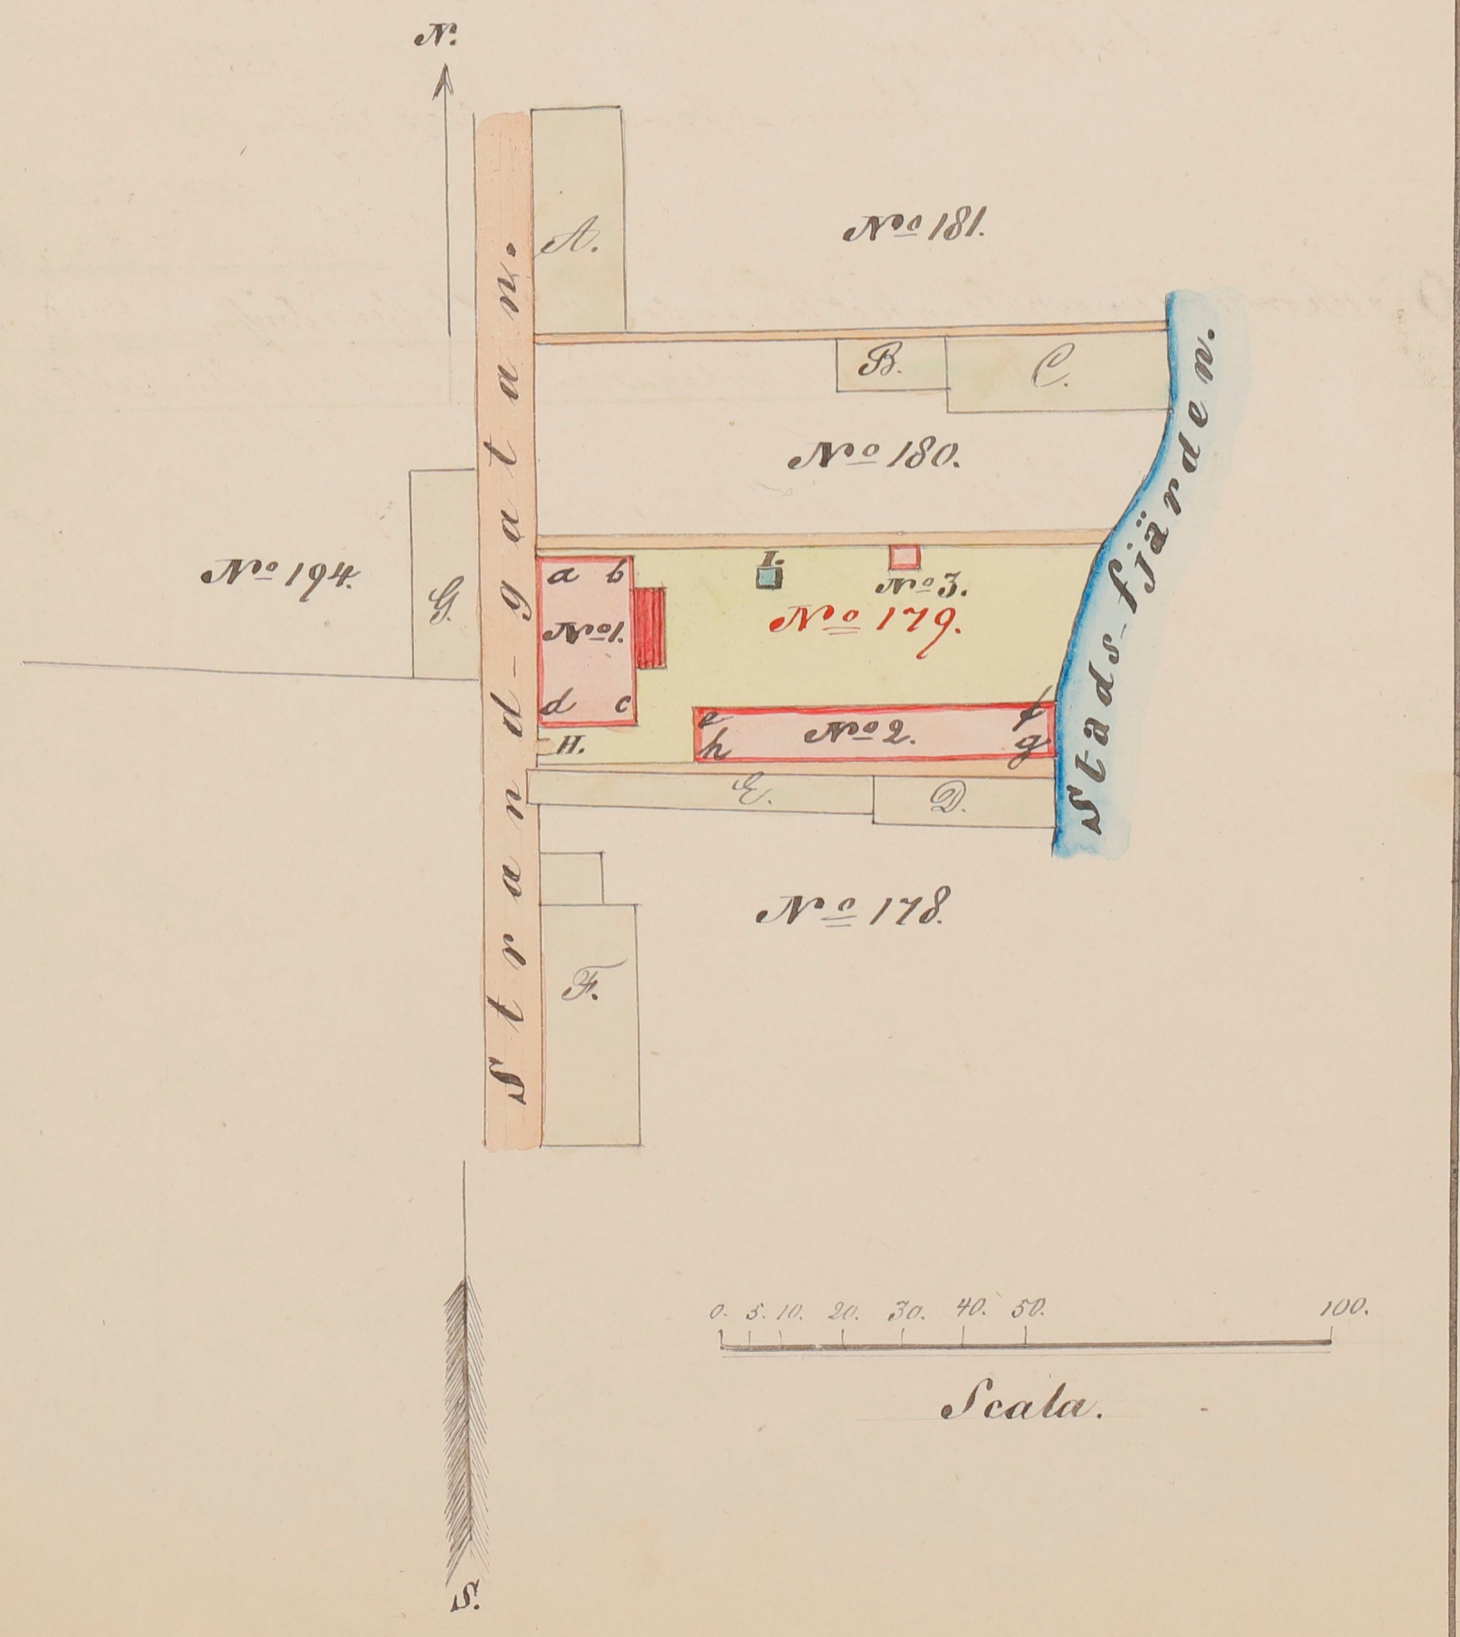 N.
A.
No 181.
B.
C.
No 180.
Strand-gatan.
Stads-fjärden.
No 194.
G.
a b
No 1.
d c
I.
No 3.
No 179.
H.
e f
No 2.
h g
E.
D.
No 178.
F.
0. 5. 10. 20. 30. 40. 50. 100.
Scala.
S.